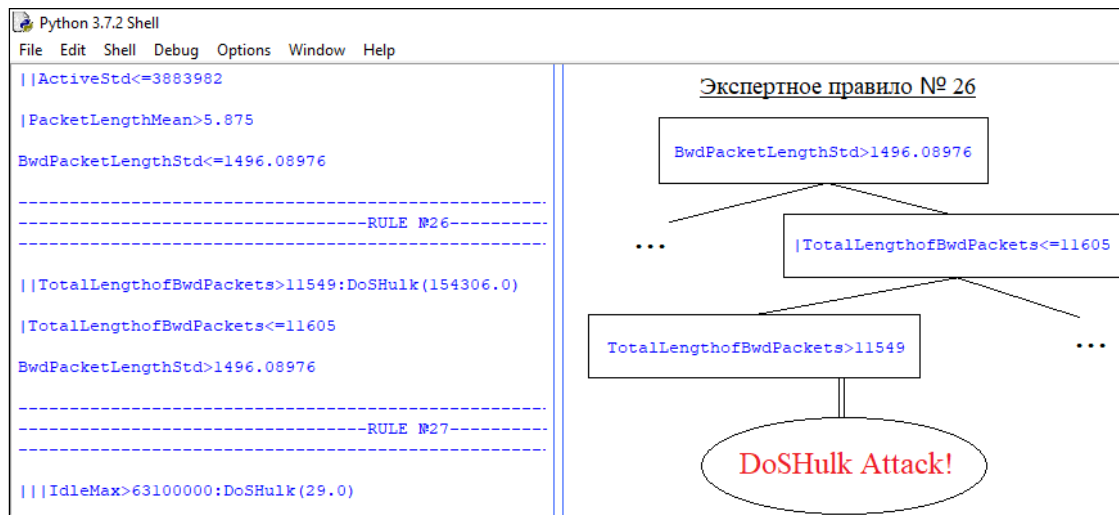 Python 3.7.2 Shell
File Edit Shell Debug Options Window Help
||ActiveStd<=3883982
|PacketLengthMean>5.875
BwdPacketLengthStd<=1496.08976
-----------------------------------------------------
-----------------------------------RULE №26----------
-----------------------------------------------------
||TotalLengthofBwdPackets>11549:DoSHulk(154306.0)
|TotalLengthofBwdPackets<=11605
BwdPacketLengthStd>1496.08976
-----------------------------------------------------
-----------------------------------RULE №27----------
-----------------------------------------------------
|||IdleMax>63100000:DoSHulk(29.0)
Экспертное правило № 26
BwdPacketLengthStd>1496.08976
...
|TotalLengthofBwdPackets<=11605
TotalLengthofBwdPackets>11549
...
DoSHulk Attack!